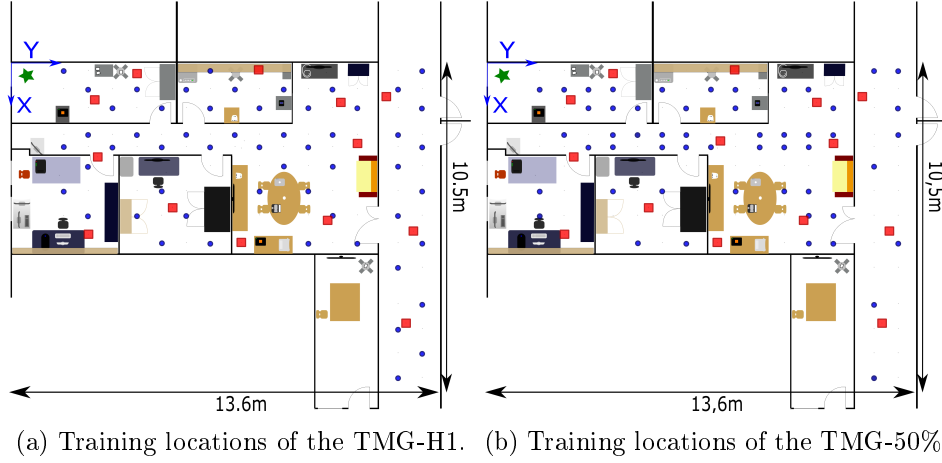 Y
X
10.5m
13.6m
Y
X
10,5m
13,6m
(a) Training locations of the TMG-H1.
(b) Training locations of the TMG-50%